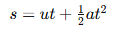 s = ut + ½at²